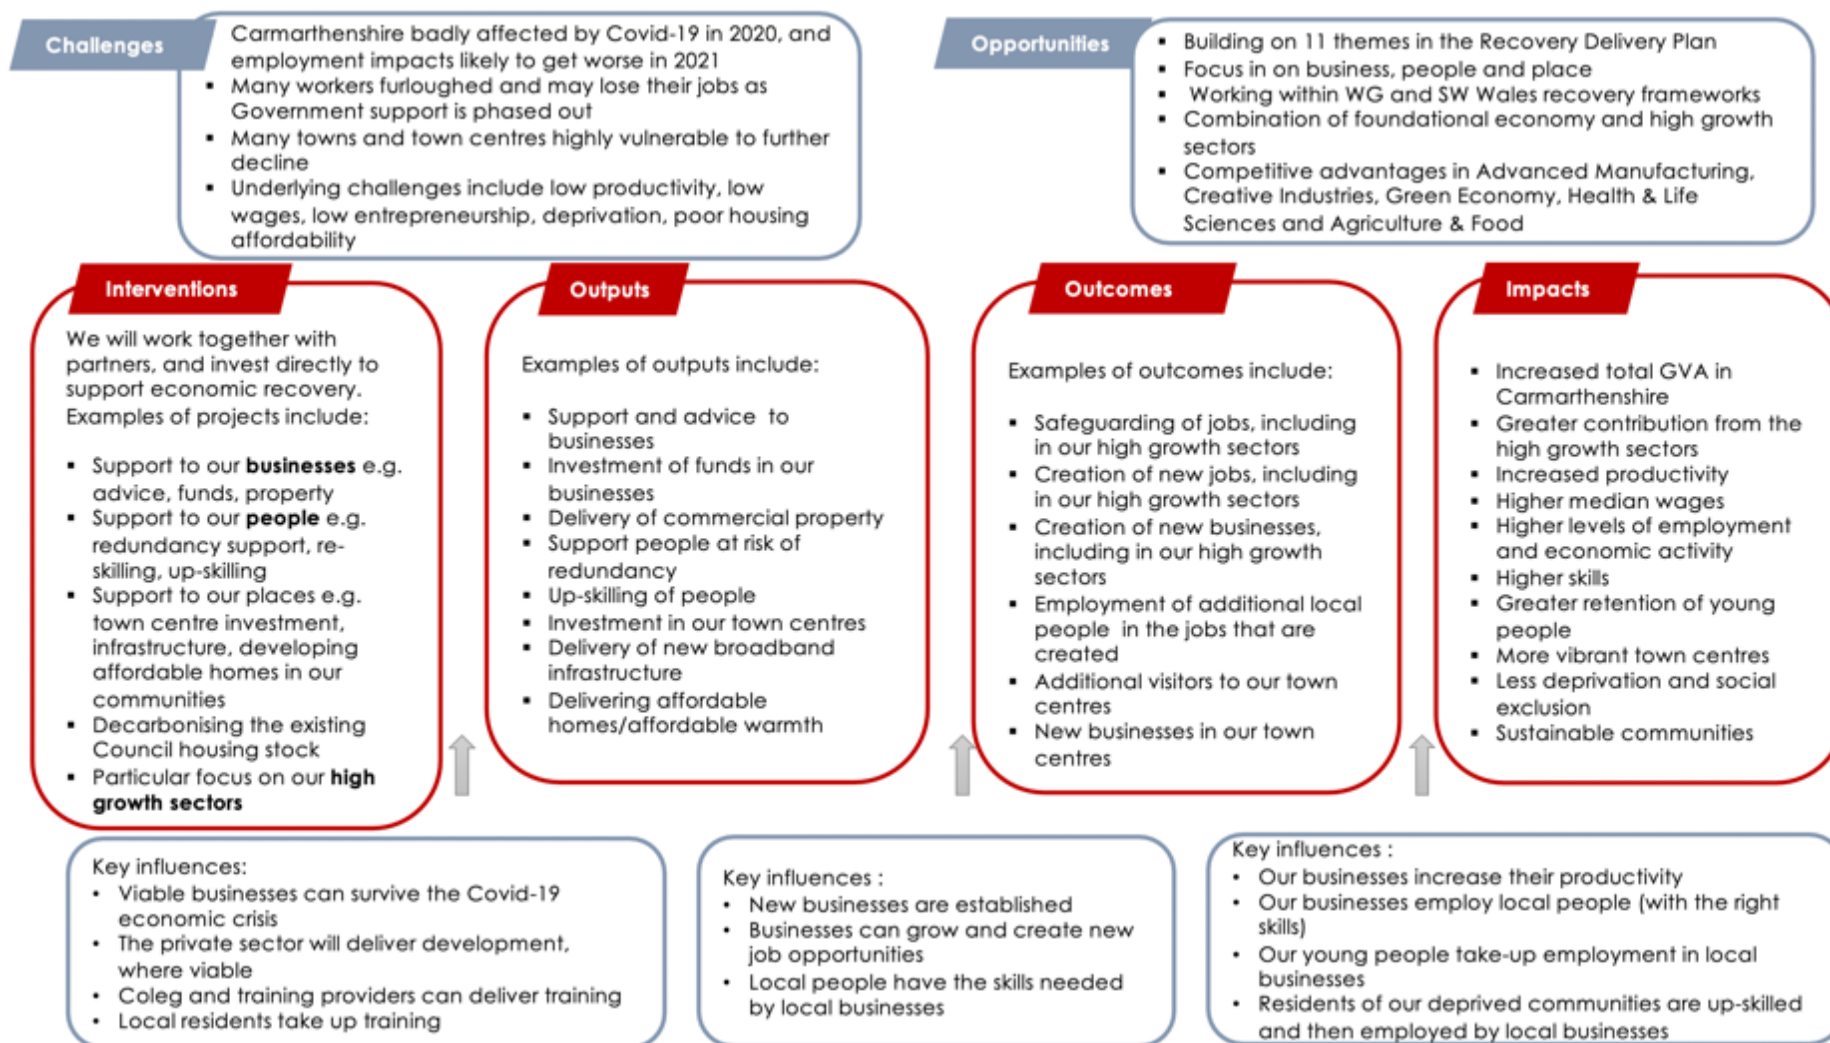 Challenges
Carmarthenshire badly affected by Covid-19 in 2020, and
employment impacts likely to get worse in 2021
▪ Many workers furloughed and may lose their jobs as
Government support is phased out
▪ Many towns and town centres highly vulnerable to further
decline
▪ Underlying challenges include low productivity, low
wages, low entrepreneurship, deprivation, poor housing
affordability
Opportunities
▪ Building on 11 themes in the Recovery Delivery Plan
▪ Focus in on business, people and place
▪ Working within WG and SW Wales recovery frameworks
▪ Combination of foundational economy and high growth
sectors
▪ Competitive advantages in Advanced Manufacturing,
Creative Industries, Green Economy, Health & Life
Sciences and Agriculture & Food
Interventions
We will work together with
partners, and invest directly to
support economic recovery.
Examples of projects include:
▪ Support to our businesses e.g.
advice, funds, property
▪ Support to our people e.g.
redundancy support, re-
skilling, up-skilling
▪ Support to our places e.g.
town centre investment,
infrastructure, developing
affordable homes in our
communities
▪ Decarbonising the existing
Council housing stock
▪ Particular focus on our high
growth sectors
Outputs
Examples of outputs include:
▪ Support and advice to
businesses
▪ Investment of funds in our
businesses
▪ Delivery of commercial property
▪ Support people at risk of
redundancy
▪ Up-skilling of people
▪ Investment in our town centres
▪ Delivery of new broadband
infrastructure
▪ Delivering affordable
homes/affordable warmth
Outcomes
Examples of outcomes include:
▪ Safeguarding of jobs, including
in our high growth sectors
▪ Creation of new jobs, including
in our high growth sectors
▪ Creation of new businesses,
including in our high growth
sectors
▪ Employment of additional local
people in the jobs that are
created
▪ Additional visitors to our town
centres
▪ New businesses in our town
centres
Impacts
▪ Increased total GVA in
Carmarthenshire
▪ Greater contribution from the
high growth sectors
▪ Increased productivity
▪ Higher median wages
▪ Higher levels of employment
and economic activity
▪ Higher skills
▪ Greater retention of young
people
▪ More vibrant town centres
▪ Less deprivation and social
exclusion
▪ Sustainable communities
Key influences:
• Viable businesses can survive the Covid-19
economic crisis
• The private sector will deliver development,
where viable
• Coleg and training providers can deliver training
• Local residents take up training
Key influences :
• New businesses are established
• Businesses can grow and create new
job opportunities
• Local people have the skills needed
by local businesses
Key influences :
• Our businesses increase their productivity
• Our businesses employ local people (with the right
skills)
• Our young people take-up employment in local
businesses
• Residents of our deprived communities are up-skilled
and then employed by local businesses